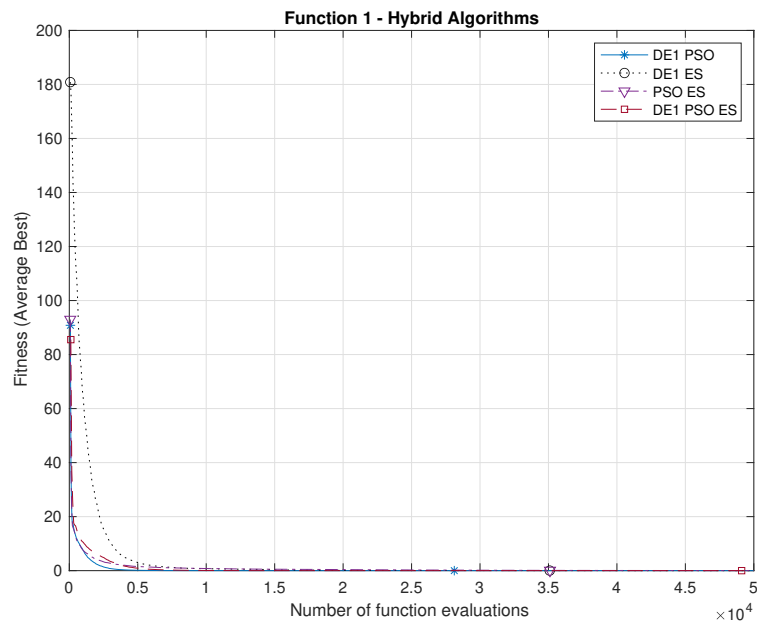 Function 1 - Hybrid Algorithms
200
180
160
140
120
100
80
60
40
20
0
Fitness (Average Best)
DE1 PSO
DE1 ES
PSO ES
DE1 PSO ES
0 0.5 1 1.5 2 2.5 3 3.5 4 4.5 5
Number of function evaluations
×10^4